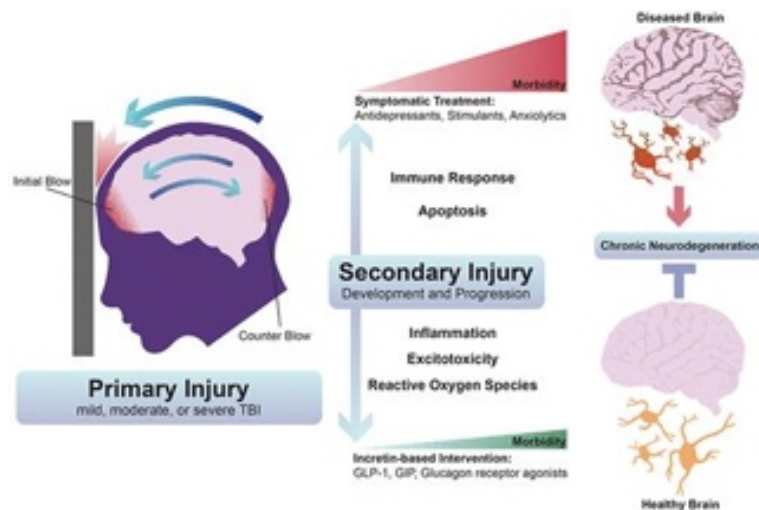 Initial Blow
Counter Blow
Primary Injury
mild, moderate, or severe TBI
Morbidity
Symptomatic Treatment:
Antidepressants, Stimulants, Anxiolytics
Immune Response
Apoptosis
Secondary Injury
Development and Progression
Inflammation
Excitotoxicity
Reactive Oxygen Species
Morbidity
Incretin-based Intervention:
GLP-1, GIP; Glucagon receptor agonists
Diseased Brain
Chronic Neurodegeneration
Healthy Brain